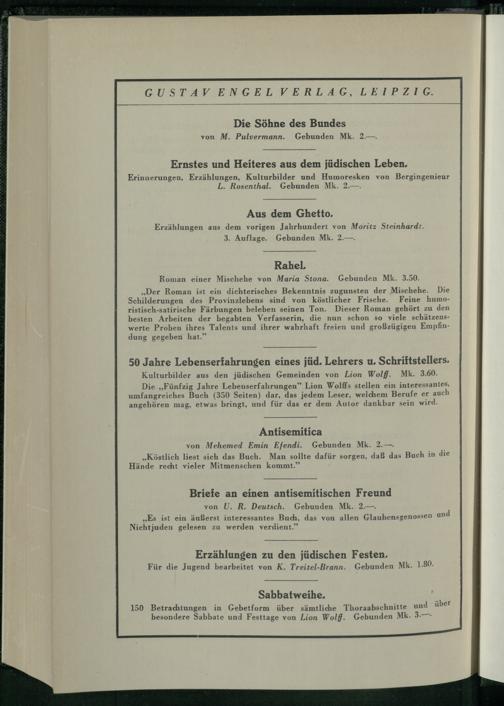 GUSTAV ENGEL VERLAG, LEIPZIG.
Die Söhne des Bundes
von M. Pulvermann. Gebunden Mk. 2.—.
Ernstes und Heiteres aus dem jüdischen Leben.
Erinnerungen, Erzählungen, Kulturbilder und Humoresken von Bergingenieur
L. Rosenthal. Gebunden Mk. 2.—.
Aus dem Ghetto.
Erzählungen aus dem vorigen Jahrhundert von Moritz Steinhardt.
3. Auflage. Gebunden Mk. 2.—.
Rahel.
Roman einer Mischehe von Maria Stona. Gebunden Mk. 3.50.
„Der Roman ist ein dichterisches Bekenntnis zugunsten der Mischehe. Die
Schilderungen des Provinzlebens sind von köstlicher Frische. Feine humo-
ristisch-satirische Färbungen beleben seinen Ton. Dieser Roman gehört zu den
besten Arbeiten der begabten Verfasserin, die nun schon so viele schätzens-
werte Proben ihres Talents und ihrer wahrhaft freien und großzügigen Empfin-
dung gegeben hat.“
50 Jahre Lebenserfahrungen eines jüd. Lehrers u. Schriftstellers.
Kulturbilder aus den jüdischen Gemeinden von Lion Wolff. Mk. 3.60.
Die „Fünfzig Jahre Lebenserfahrungen“ Lion Wolffs stellen ein interessantes,
umfangreiches Buch (350 Seiten) dar, das jedem Leser, welchem Berufe er auch
angehören mag, etwas bringt, und für das er dem Autor dankbar sein wird.
Antisemitica
von Mehemed Emin Efendi. Gebunden Mk. 2.—.
„Köstlich liest sich das Buch. Man sollte dafür sorgen, daß das Buch in die
Hände recht vieler Mitmenschen kommt.“
Briefe an einen antisemitischen Freund
von U. R. Deutsch. Gebunden Mk. 2.—.
„Es ist ein äußerst interessantes Buch, das von allen Glaubensgenossen und
Nichtjuden gelesen zu werden verdient.“
Erzählungen zu den jüdischen Festen.
Für die Jugend bearbeitet von K. Treitel-Brann. Gebunden Mk. 1.80.
Sabbatweihe.
150 Betrachtungen in Gebetform über sämtliche Thoraabschnitte und über
besondere Sabbate und Festtage von Lion Wolff. Gebunden Mk. 3.—.